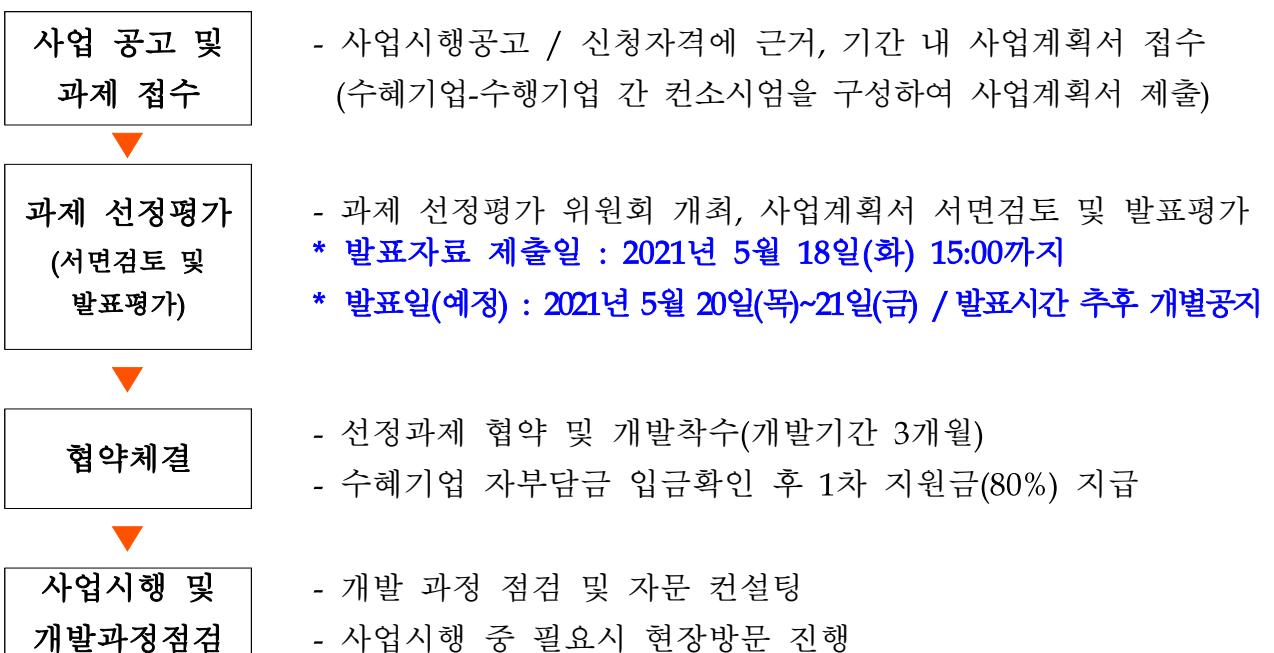 사업 공고 및
과제 접수
- 사업시행공고 / 신청자격에 근거, 기간 내 사업계획서 접수
(수혜기업-수행기업 간 컨소시엄을 구성하여 사업계획서 제출)
과제 선정평가
(서면검토 및
발표평가)
- 과제 선정평가 위원회 개최, 사업계획서 서면검토 및 발표평가
* 발표자료 제출일 : 2021년 5월 18일(화) 15:00까지
* 발표일(예정) : 2021년 5월 20일(목)~21일(금) / 발표시간 추후 개별공지
협약체결
- 선정과제 협약 및 개발착수(개발기간 3개월)
- 수혜기업 자부담금 입금확인 후 1차 지원금(80%) 지급
사업시행 및
개발과정점검
- 개발 과정 점검 및 자문 컨설팅
- 사업시행 중 필요시 현장방문 진행